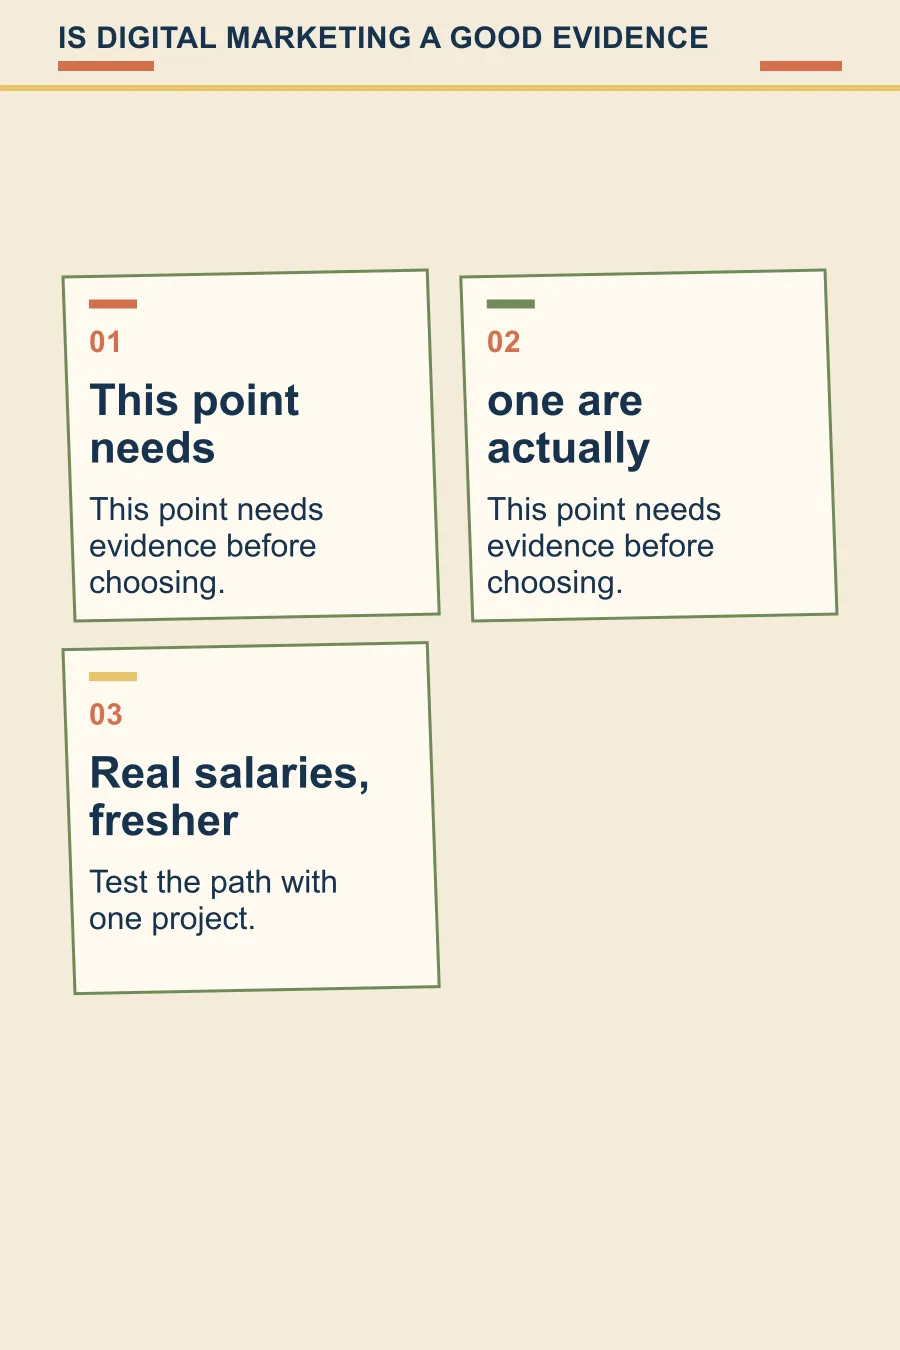 IS DIGITAL MARKETING A GOOD EVIDENCE
01
This point
needs
This point needs
evidence before
choosing.
02
one are
actually
This point needs
evidence before
choosing.
03
Real salaries,
fresher
Test the path with
one project.